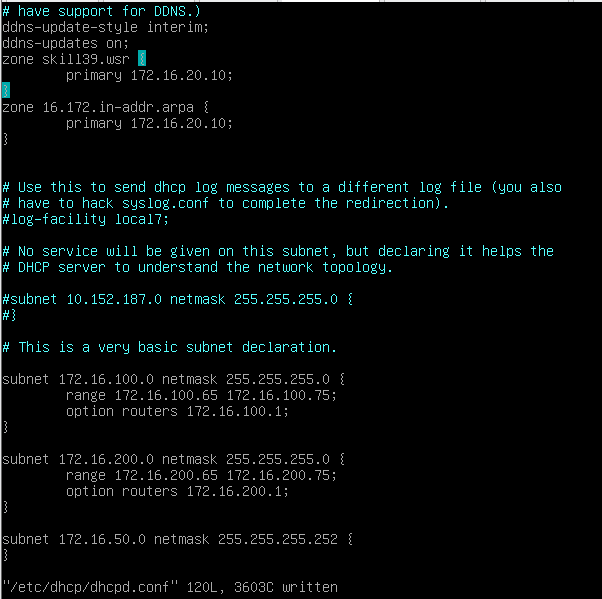 # have support for DDNS.)
ddns-update-style interim;
ddns-updates on;
zone skill39.wsr {
        primary 172.16.20.10;
}
zone 16.172.in-addr.arpa {
        primary 172.16.20.10;
}
# Use this to send dhcp log messages to a different log file (you also
# have to hack syslog.conf to complete the redirection).
#log-facility local7;
# No service will be given on this subnet, but declaring it helps the
# DHCP server to understand the network topology.
#subnet 10.152.187.0 netmask 255.255.255.0 {
#}
# This is a very basic subnet declaration.
subnet 172.16.100.0 netmask 255.255.255.0 {
        range 172.16.100.65 172.16.100.75;
        option routers 172.16.100.1;
}
subnet 172.16.200.0 netmask 255.255.255.0 {
        range 172.16.200.65 172.16.200.75;
        option routers 172.16.200.1;
}
subnet 172.16.50.0 netmask 255.255.255.252 {
}
"/etc/dhcp/dhcpd.conf" 120L, 3603C written